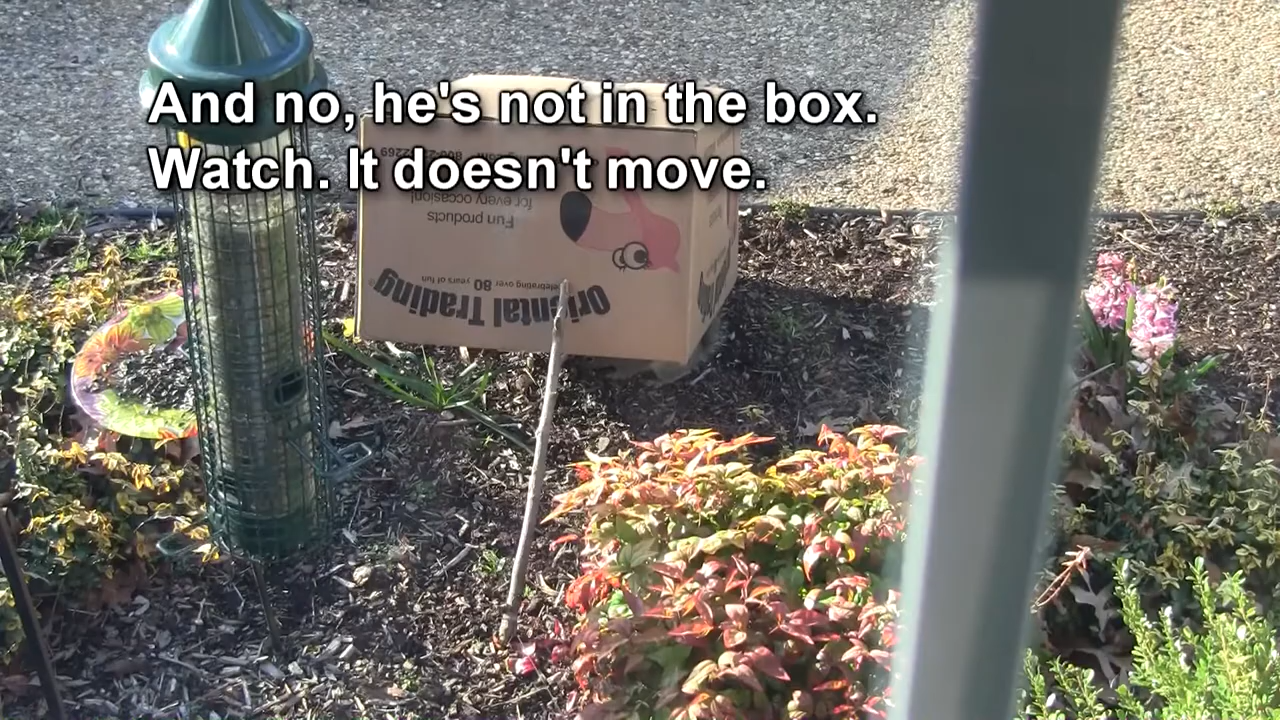 And no, he's not in the box.
Watch. It doesn't move.
Oriental Trading
celebrating over 80 years of fun
Fun products
for every occasion!